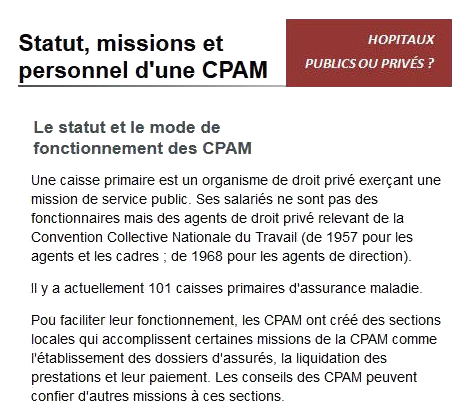 Statut, missions et
personnel d'une CPAM
HOPITAUX
PUBLICS OU PRIVÉS ?
Le statut et le mode de
fonctionnement des CPAM
Une caisse primaire est un organisme de droit privé exerçant une
mission de service public. Ses salariés ne sont pas des
fonctionnaires mais des agents de droit privé relevant de la
Convention Collective Nationale du Travail (de 1957 pour les
agents et les cadres ; de 1968 pour les agents de direction).
Il y a actuellement 101 caisses primaires d'assurance maladie.
Pou faciliter leur fonctionnement, les CPAM ont créé des sections
locales qui accomplissent certaines missions de la CPAM comme
l'établissement des dossiers d'assurés, la liquidation des
prestations et leur paiement. Les conseils des CPAM peuvent
confier d'autres missions à ces sections.